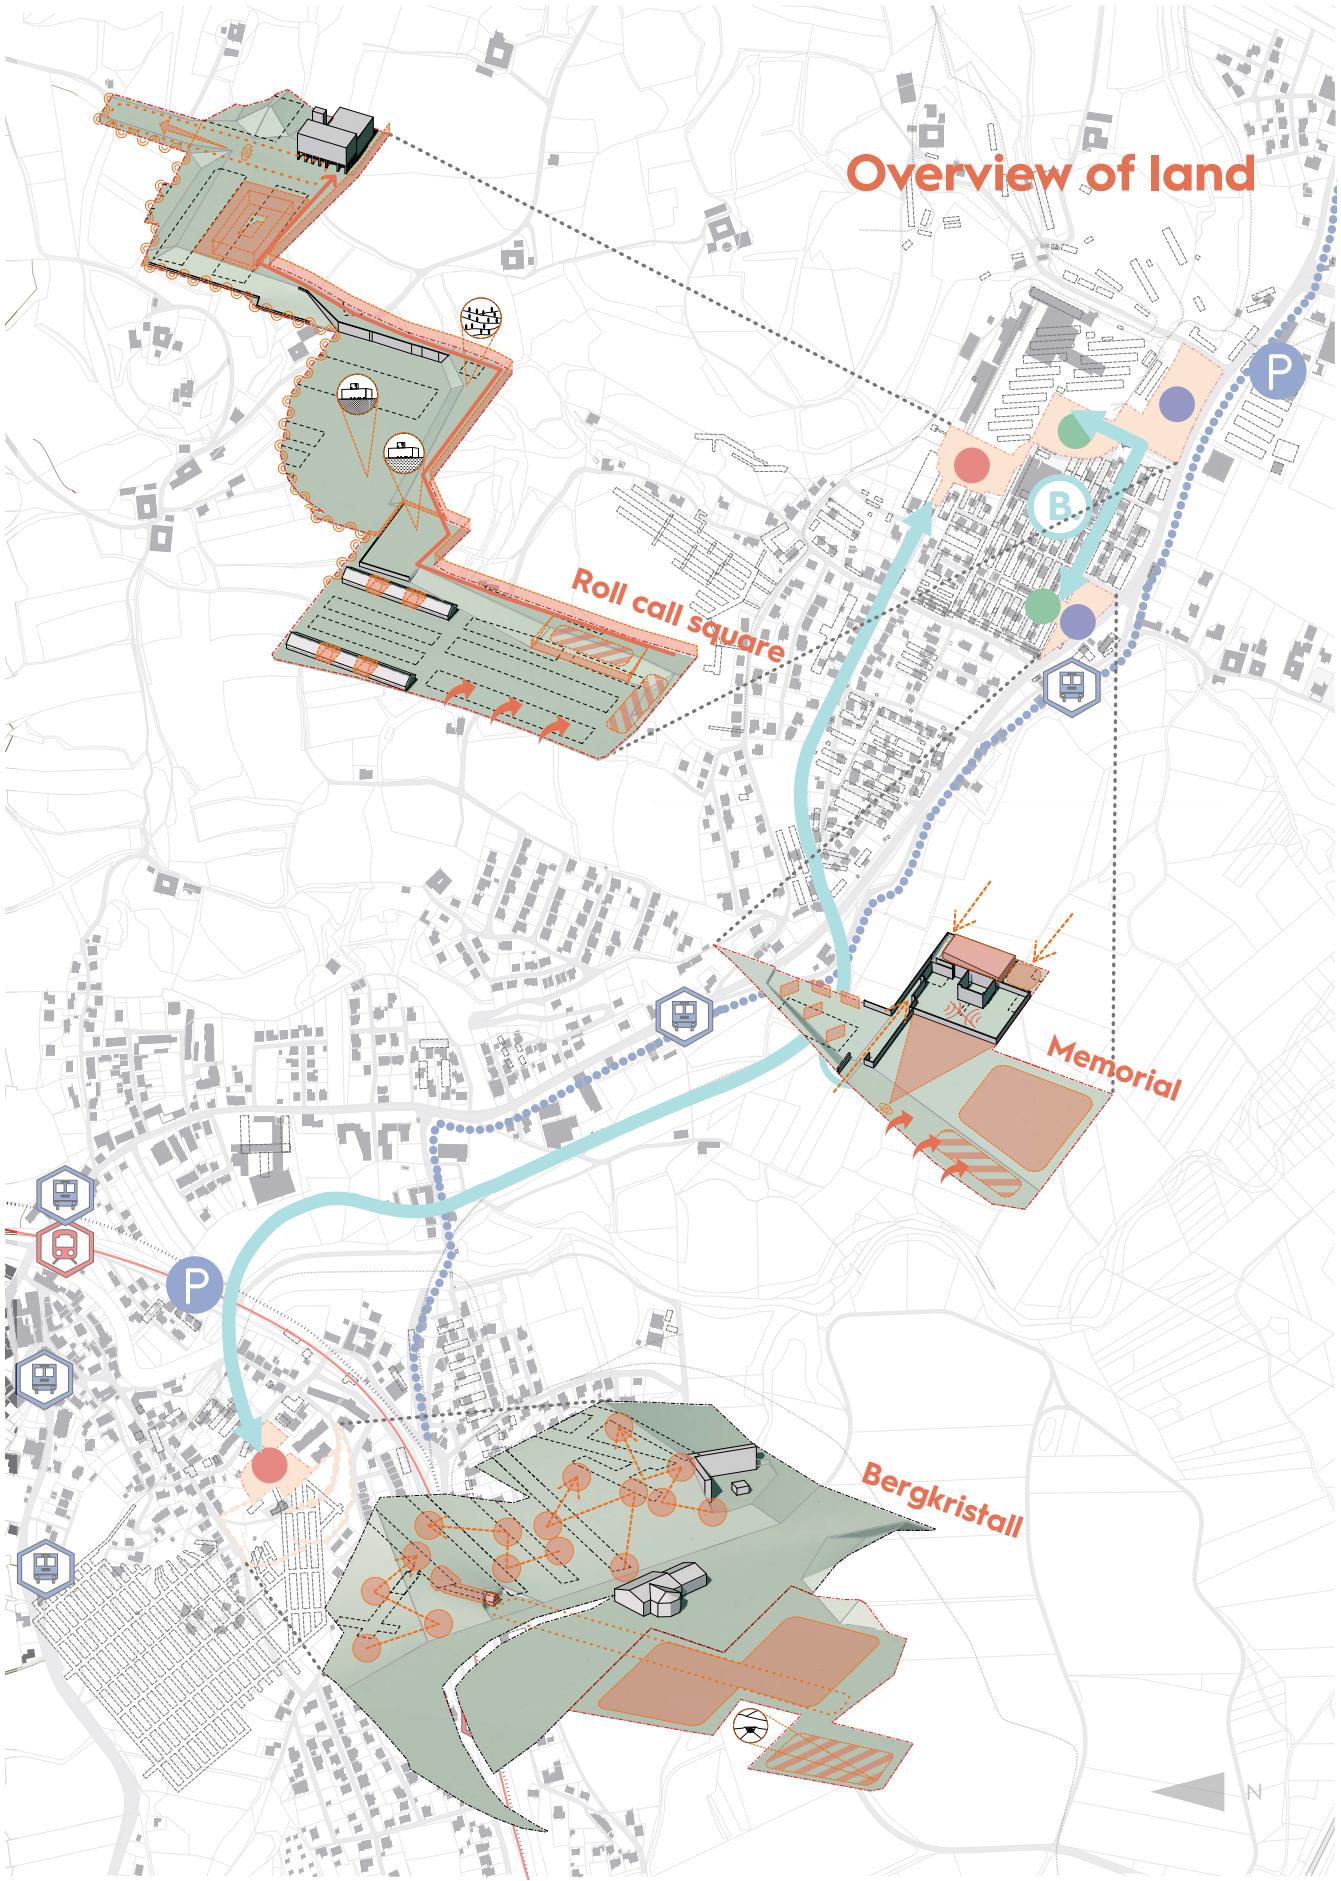 Overview of land
P
B
Roll call square
Memorial
P
Bergkristall
N